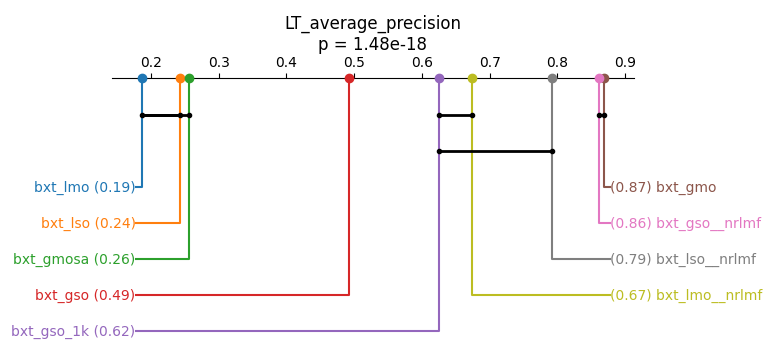 LT_average_precision
p = 1.48e-18
0.2 0.3 0.4 0.5 0.6 0.7 0.8 0.9
bxt_lmo (0.19) (0.87) bxt_gmo
bxt_lso (0.24) (0.86) bxt_gso__nrlmf
bxt_gmosa (0.26) (0.79) bxt_lso__nrlmf
bxt_gso (0.49) (0.67) bxt_lmo__nrlmf
bxt_gso_1k (0.62)